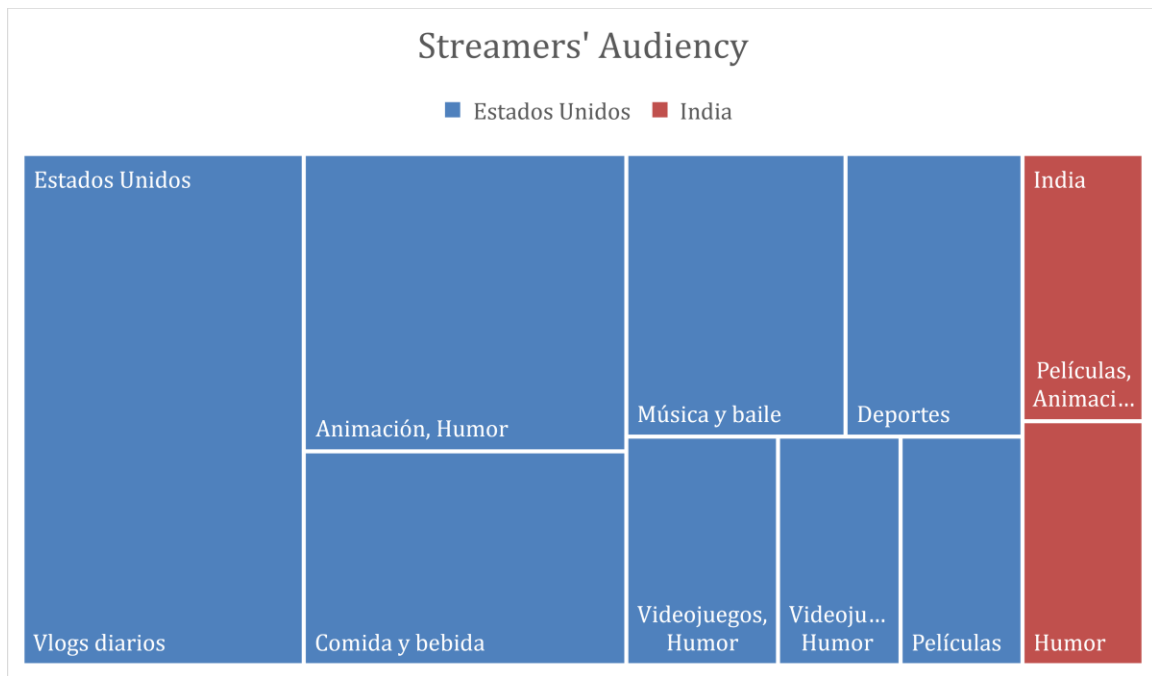 Streamers' Audiency
Estados Unidos India
Estados Unidos
Vlogs diarios
Animación, Humor
Comida y bebida
Música y baile
Deportes
Videojuegos,
Humor
Videoju...
Humor
Películas
India
Películas,
Animaci...
Humor